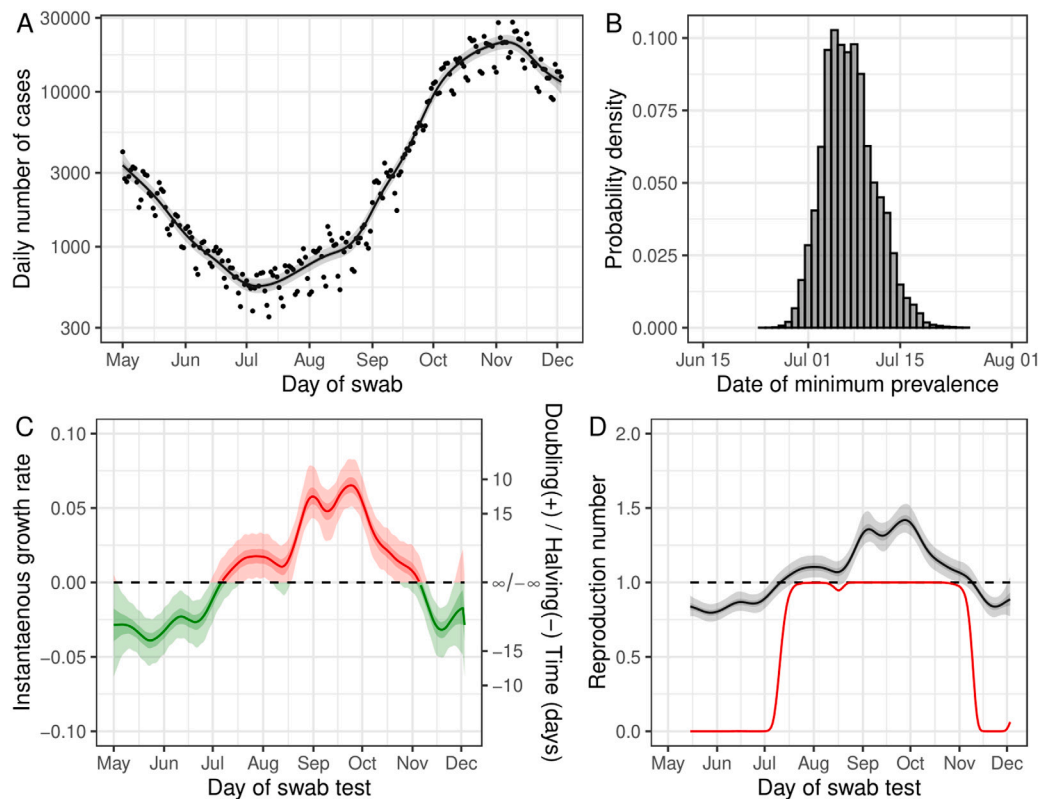 A
Daily number of cases
30000
10000
3000
1000
300
May Jun Jul Aug Sep Oct Nov Dec
Day of swab
B
Probability density
0.100
0.075
0.050
0.025
0.000
Jun 15 Jul 01 Jul 15 Aug 01
Date of minimum prevalence
C
Instantaenous growth rate
0.10
0.05
0.00
−0.05
−0.10
May Jun Jul Aug Sep Oct Nov Dec
Day of swab test
10
15
∞/−∞
−15
−10
Doubling(+) / Halving(−) Time (days)
D
Reproduction number
2.0
1.5
1.0
0.5
0.0
May Jun Jul Aug Sep Oct Nov Dec
Day of swab test